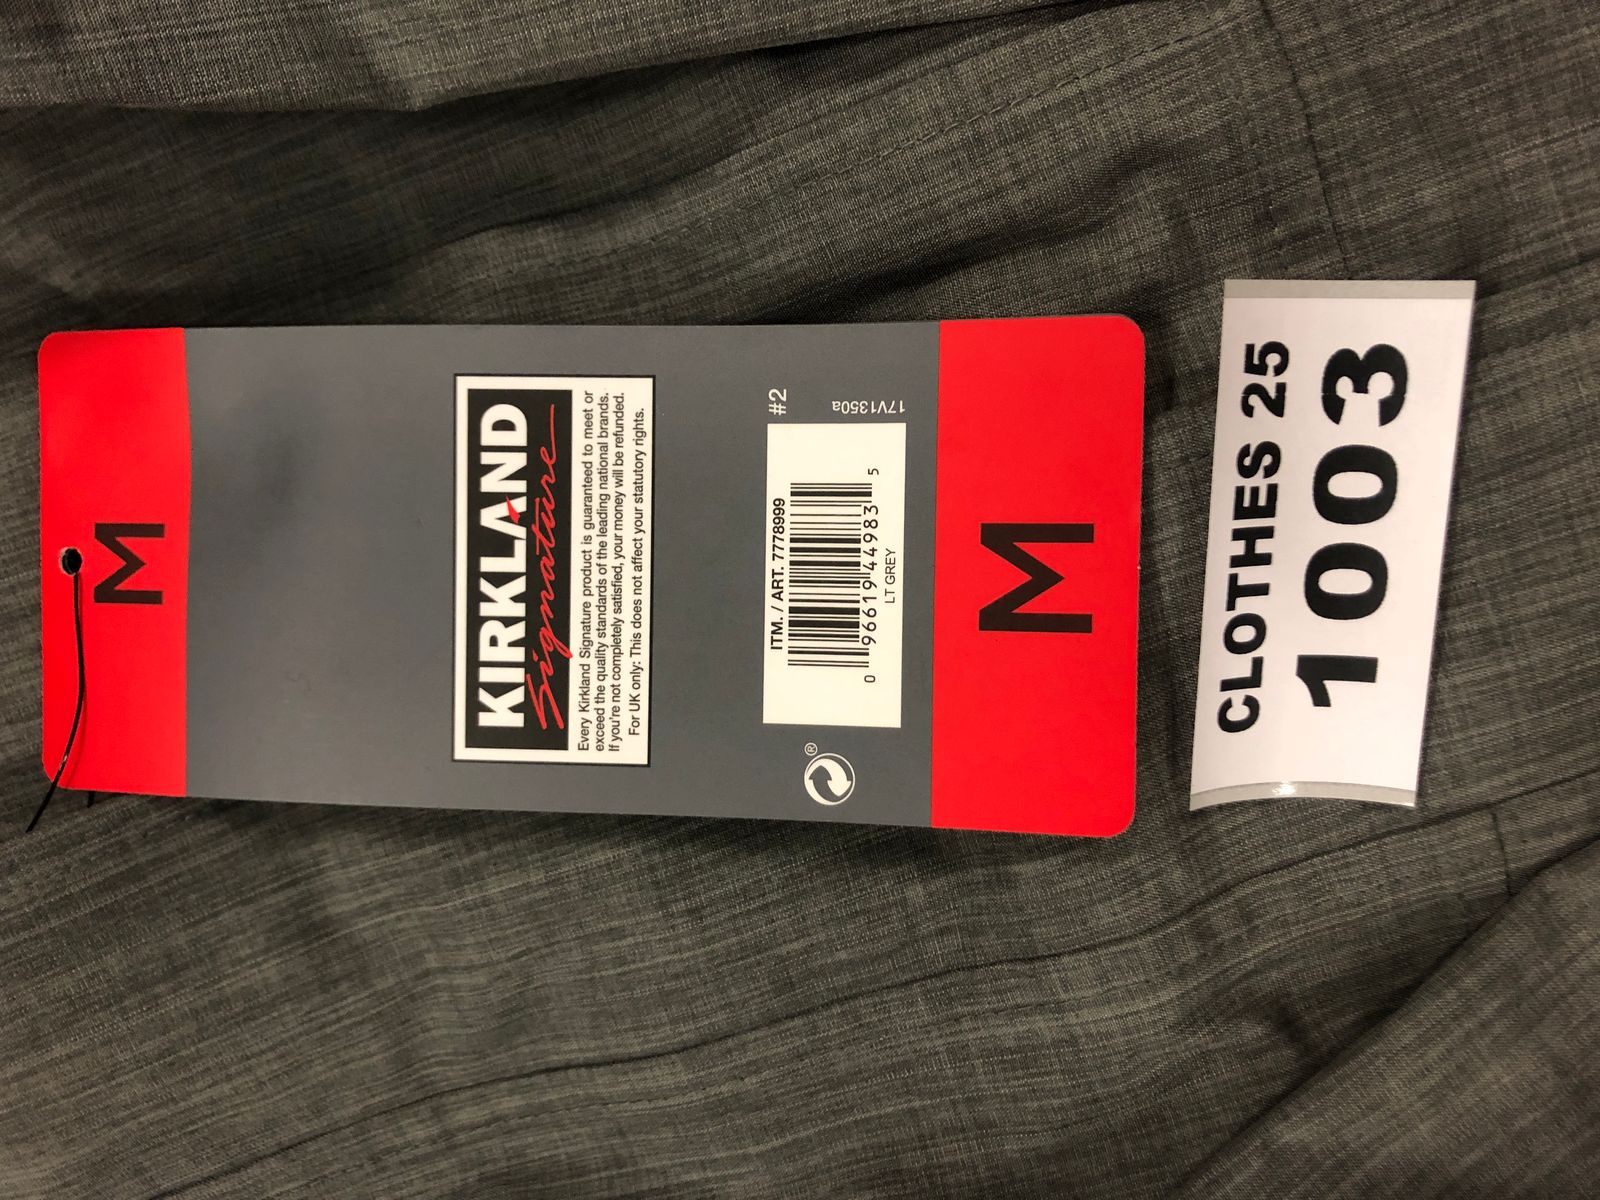 M
KIRKLAND
Signature
Every Kirkland Signature product is guaranteed to meet or
exceed the quality standards of the leading national brands.
If you're not completely satisfied, your money will be refunded.
For UK only: This does not affect your statutory rights.
#2
ITM. / ART. 7778999
0 96619 44983 5
LT GREY
17V1350a
®
M
CLOTHES 25
1003